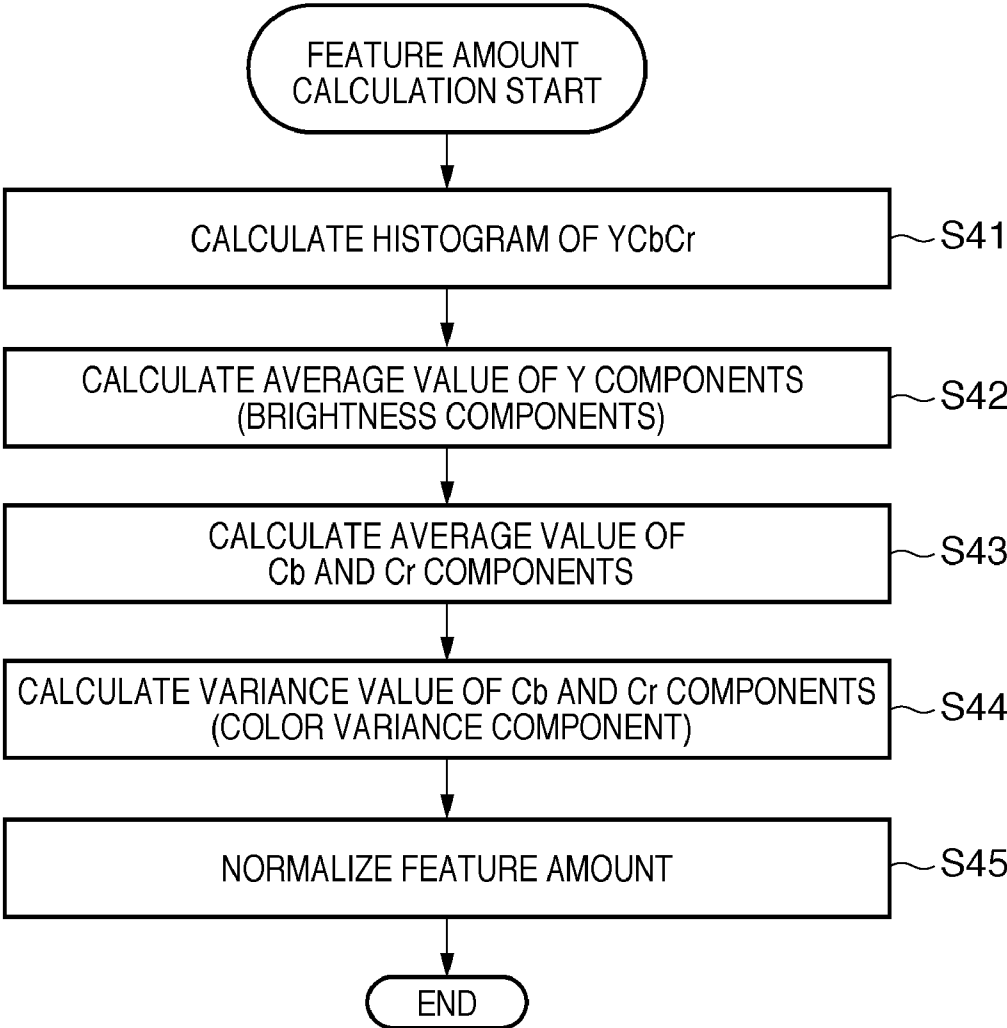 FEATURE AMOUNT
CALCULATION START
CALCULATE HISTOGRAM OF YCbCr
S41
CALCULATE AVERAGE VALUE OF Y COMPONENTS
(BRIGHTNESS COMPONENTS)
S42
CALCULATE AVERAGE VALUE OF
Cb AND Cr COMPONENTS
S43
CALCULATE VARIANCE VALUE OF Cb AND Cr COMPONENTS
(COLOR VARIANCE COMPONENT)
S44
NORMALIZE FEATURE AMOUNT
S45
END